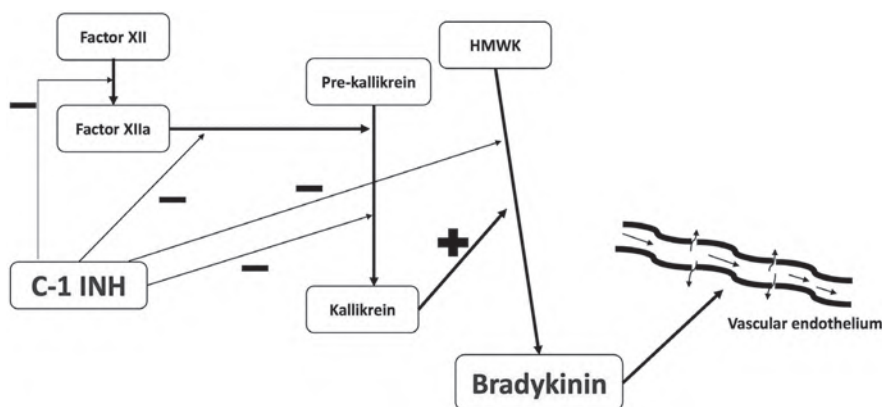 Factor XII
HMWK
Pre-kallikrein
Factor XIIa
C-1 INH
Kallikrein
Vascular endothelium
Bradykinin